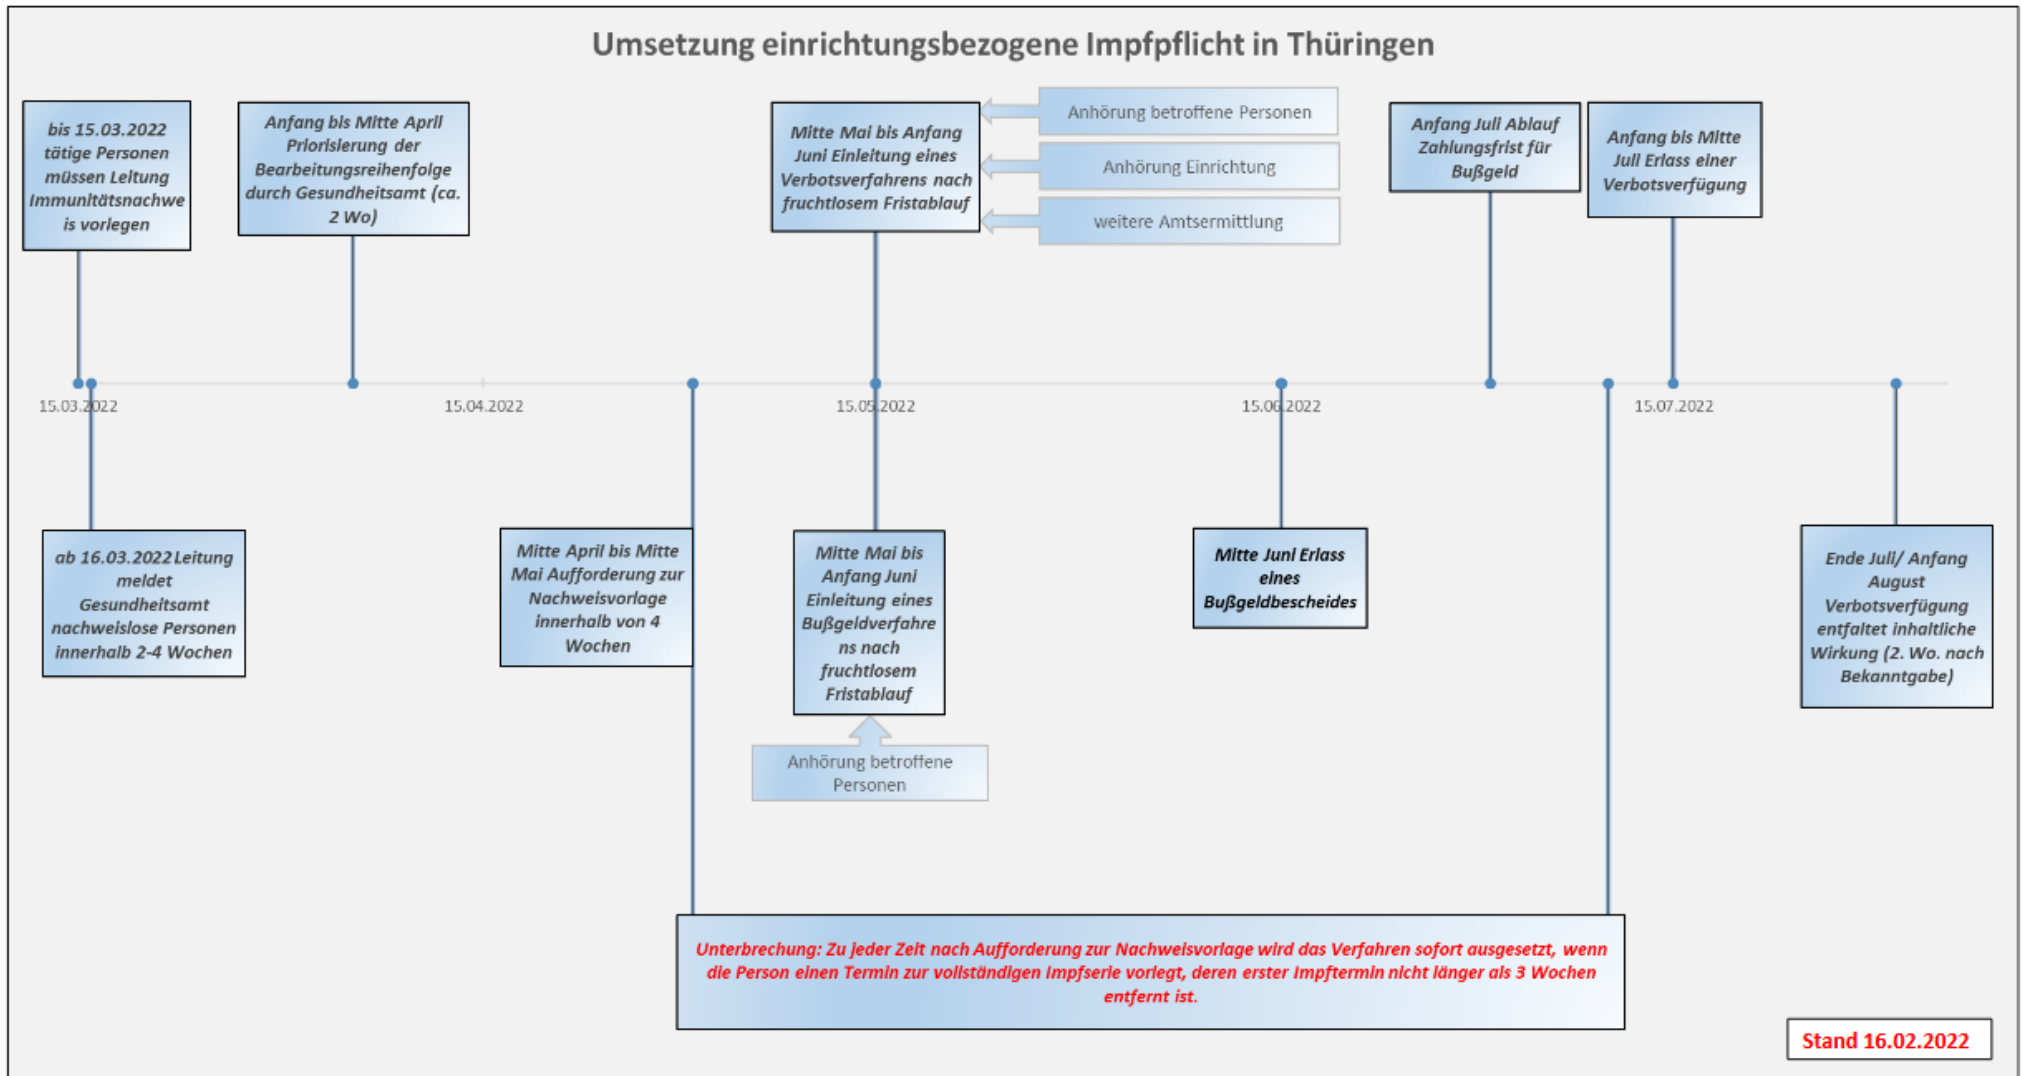 Umsetzung einrichtungsbezogene Impfpflicht in Thüringen
bis 15.03.2022
tätige Personen
müssen Leitung
Immunitätsnachwe
is vorlegen
Anfang bis Mitte April
Priorisierung der
Bearbeitungsreihenfolge
durch Gesundheitsamt (ca.
2 Wo)
Mitte Mai bis Anfang
Juni Einleitung eines
Verbotsverfahrens nach
fruchtlosem Fristablauf
Anhörung betroffene Personen
Anhörung Einrichtung
weitere Amtsermittlung
Anfang Juli Ablauf
Zahlungsfrist für
Bußgeld
Anfang bis Mitte
Juli Erlass einer
Verbotsverfügung
15.03.2022
15.04.2022
15.05.2022
15.06.2022
15.07.2022
ab 16.03.2022 Leitung
meldet
Gesundheitsamt
nachweislose Personen
innerhalb 2-4 Wochen
Mitte April bis Mitte
Mai Aufforderung zur
Nachweisvorlage
innerhalb von 4
Wochen
Mitte Mai bis
Anfang Juni
Einleitung eines
Bußgeldverfahre
ns nach
fruchtlosem
Fristablauf
Anhörung betroffene
Personen
Mitte Juni Erlass
eines
Bußgeldbescheides
Ende Juli/ Anfang
August
Verbotsverfügung
entfaltet inhaltliche
Wirkung (2. Wo. nach
Bekanntgabe)
Unterbrechung: Zu jeder Zeit nach Aufforderung zur Nachweisvorlage wird das Verfahren sofort ausgesetzt, wenn
die Person einen Termin zur vollständigen Impfserie vorlegt, deren erster Impftermin nicht länger als 3 Wochen
entfernt ist.
Stand 16.02.2022